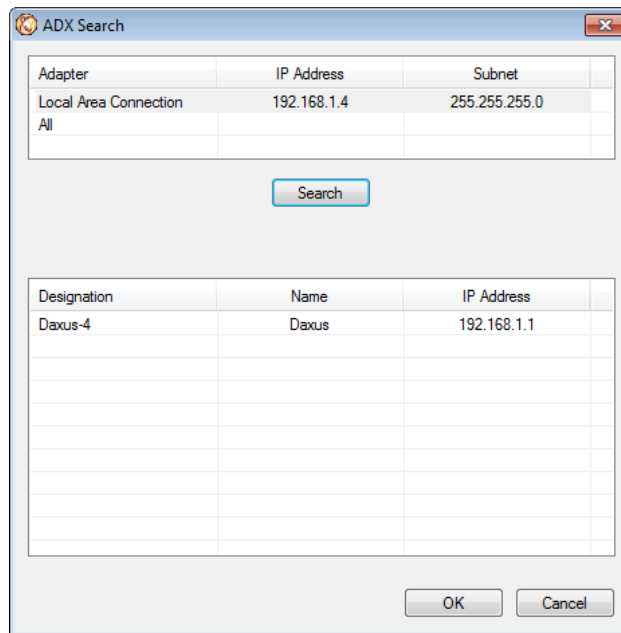 ADX Search
Adapter IP Address Subnet
Local Area Connection 192.168.1.4 255.255.255.0
All
Search
Designation Name IP Address
Daxus-4 Daxus 192.168.1.1
OK Cancel